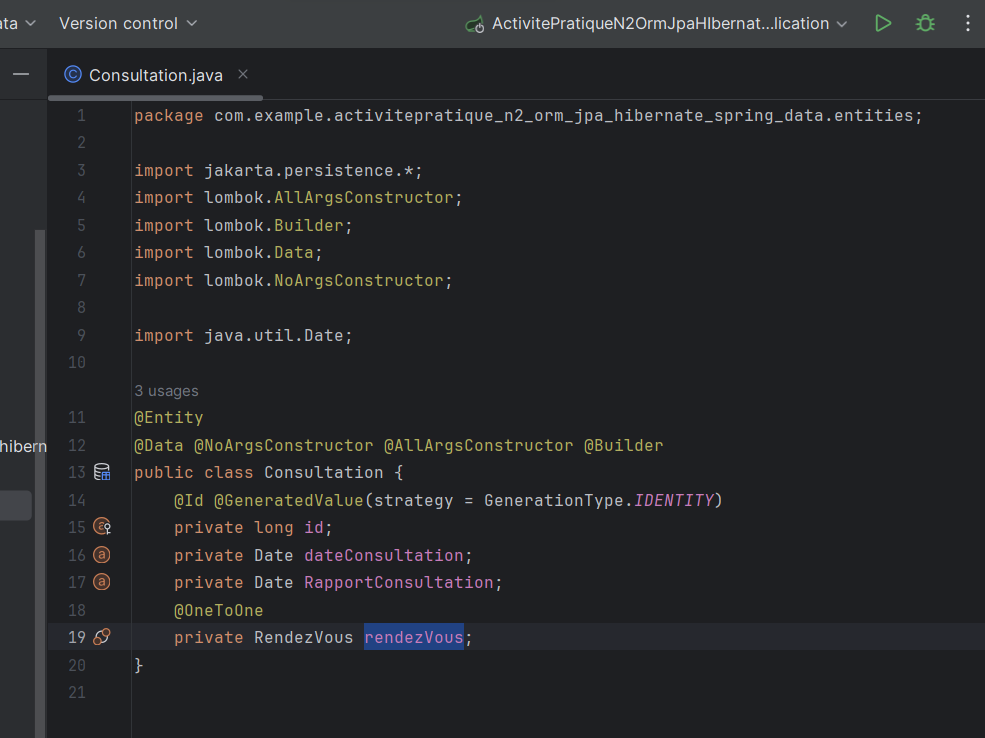 ata Version control ActivitePratiqueN2OrmJpaHIbernat...lication
Consultation.java
1 package com.example.activitepratique_n2_orm_jpa_hibernate_spring_data.entities;
2
3 import jakarta.persistence.*;
4 import lombok.AllArgsConstructor;
5 import lombok.Builder;
6 import lombok.Data;
7 import lombok.NoArgsConstructor;
8
9 import java.util.Date;
10
3 usages
11 @Entity
hibern 12 @Data @NoArgsConstructor @AllArgsConstructor @Builder
13 public class Consultation {
14 @Id @GeneratedValue(strategy = GenerationType.IDENTITY)
15 private long id;
16 private Date dateConsultation;
17 private Date RapportConsultation;
18 @OneToOne
19 private RendezVous rendezVous;
20 }
21